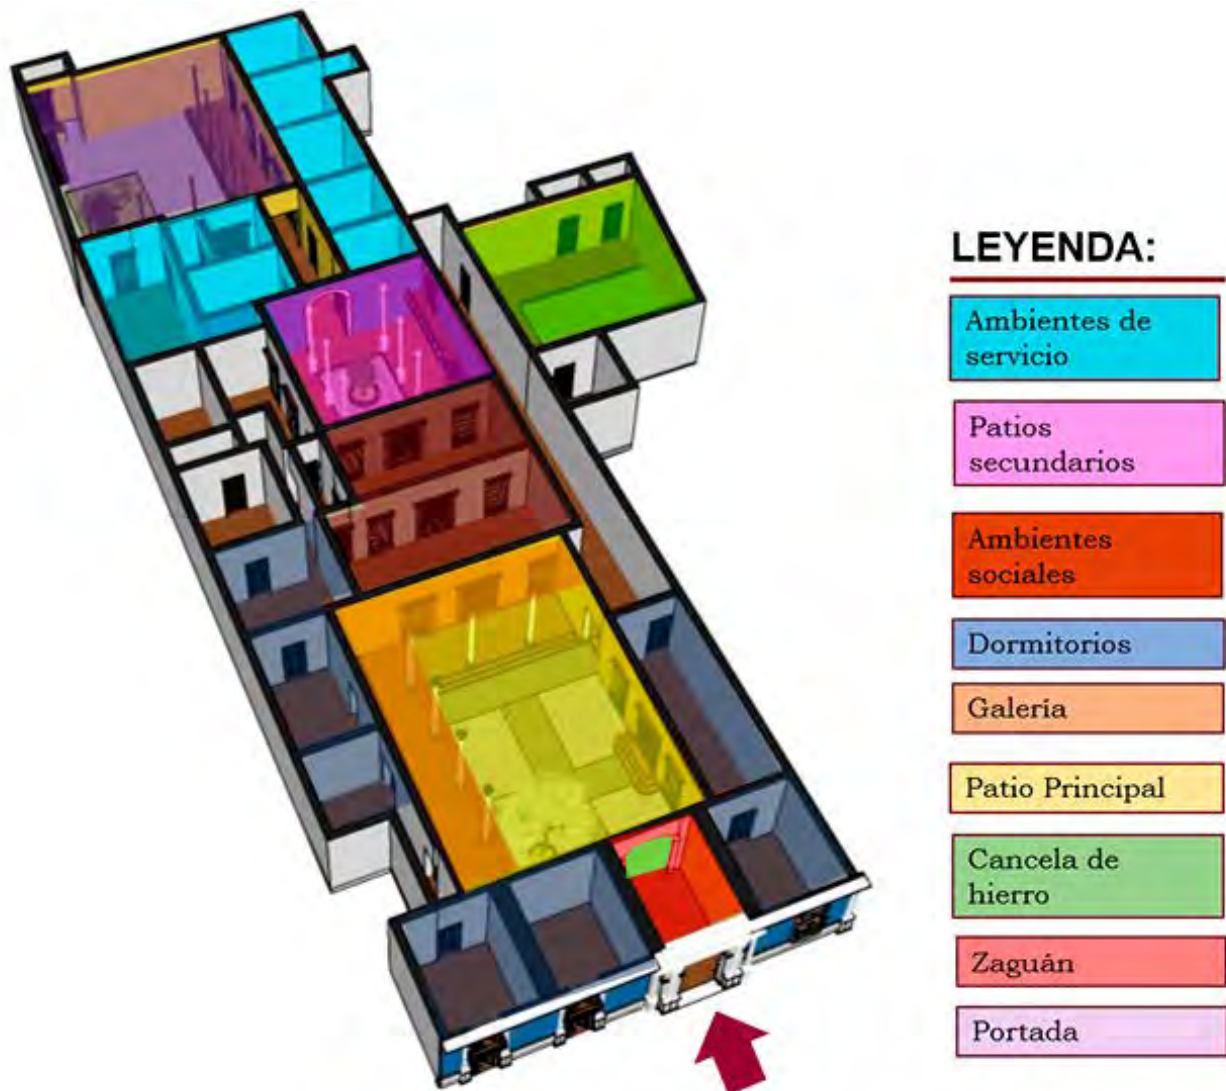 LEYENDA:
Ambientes de
servicio
Patios
secundarios
Ambientes
sociales
Dormitorios
Galería
Patio Principal
Cancela de
hierro
Zaguán
Portada